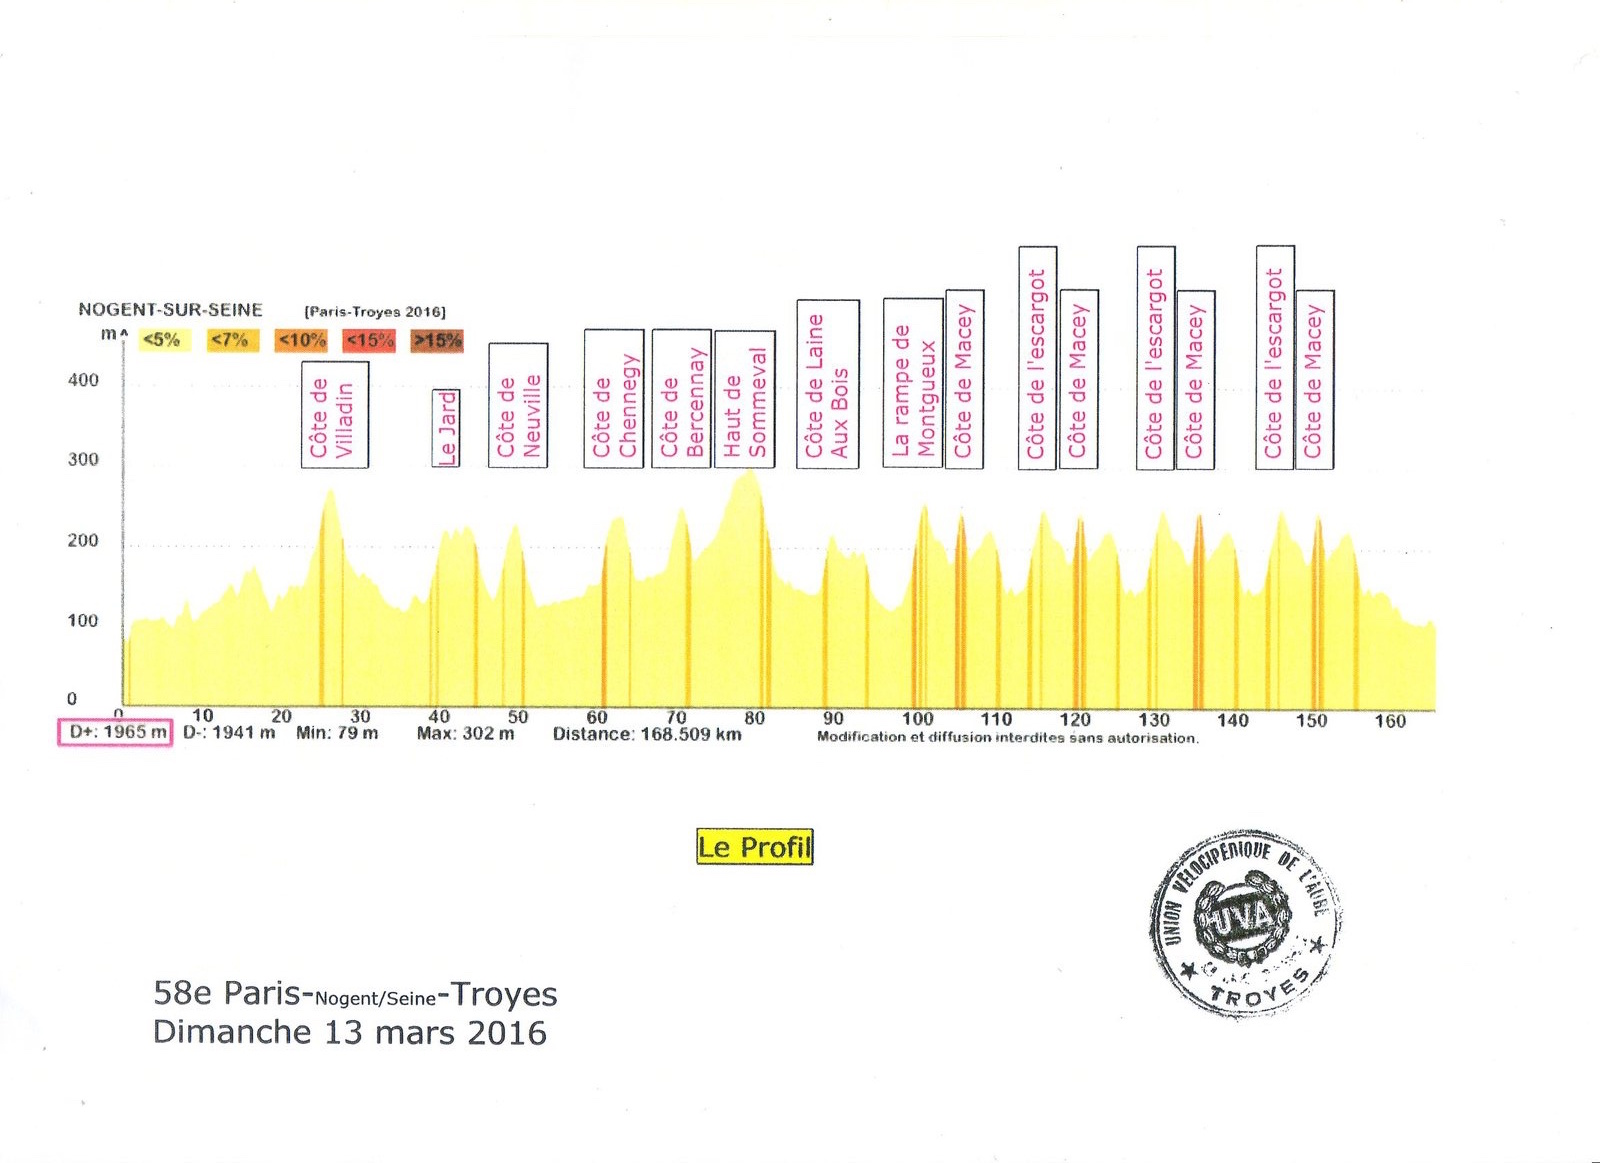 NOGENT-SUR-SEINE [Paris-Troyes 2016]
m
<5% <7% <10% <15% >15%
400
300
200
100
0
Côte de
Villadin
Le Jard
Côte de
Neuville
Côte de
Chennegy
Côte de
Bercennay
Haut de
Sommeval
Côte de Laine
Aux Bois
La rampe de
Montgueux
Côte de Macey
Côte de l'escargot
Côte de Macey
Côte de l'escargot
Côte de Macey
Côte de l'escargot
Côte de Macey
0 10 20 30 40 50 60 70 80 90 100 110 120 130 140 150 160
D+: 1965 m D-: 1941 m Min: 79 m Max: 302 m Distance: 168.509 km Modification et diffusion interdites sans autorisation.
Le Profil
UNION VÉLOCIPÉDIQUE DE L'AUBE
UVA
TROYES
58e Paris-Nogent/Seine-Troyes
Dimanche 13 mars 2016